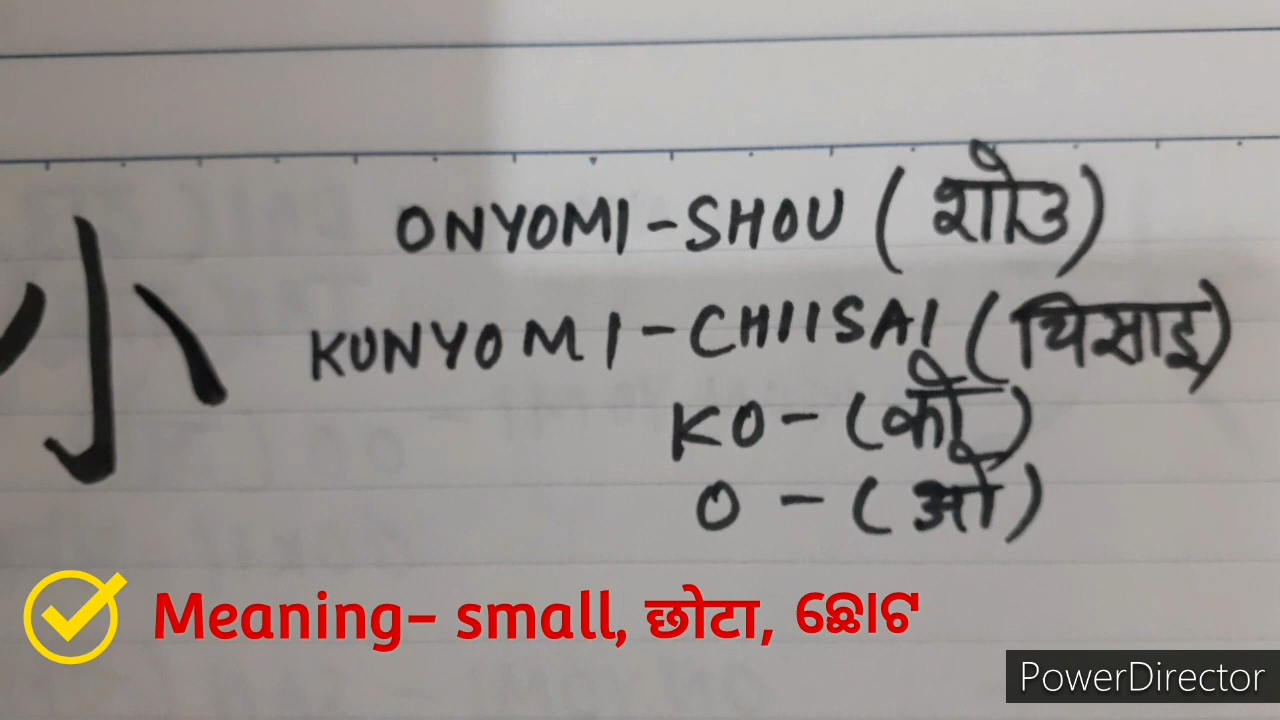 小
ONYOMI-SHOU (शोउ)
KUNYOMI-CHIISAI (चिसाइ)
KO-(को)
O-(ओ)
Meaning- small, छोटा, ଛୋଟ
PowerDirector